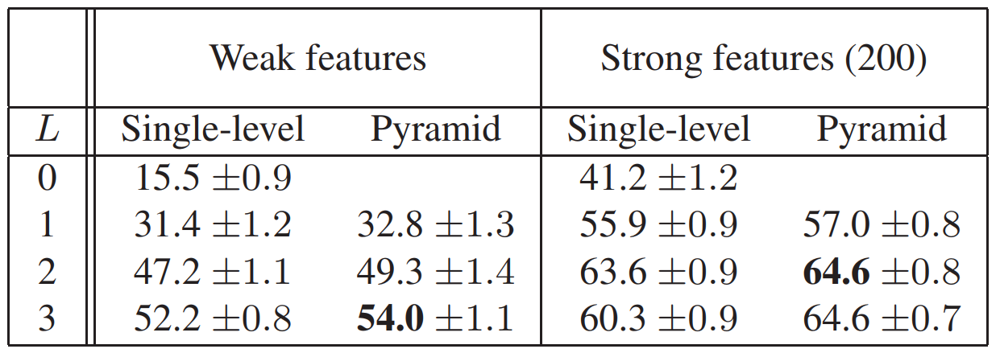 Weak features Strong features (200)
L Single-level Pyramid Single-level Pyramid
0 15.5 ±0.9 41.2 ±1.2
1 31.4 ±1.2 32.8 ±1.3 55.9 ±0.9 57.0 ±0.8
2 47.2 ±1.1 49.3 ±1.4 63.6 ±0.9 64.6 ±0.8
3 52.2 ±0.8 54.0 ±1.1 60.3 ±0.9 64.6 ±0.7